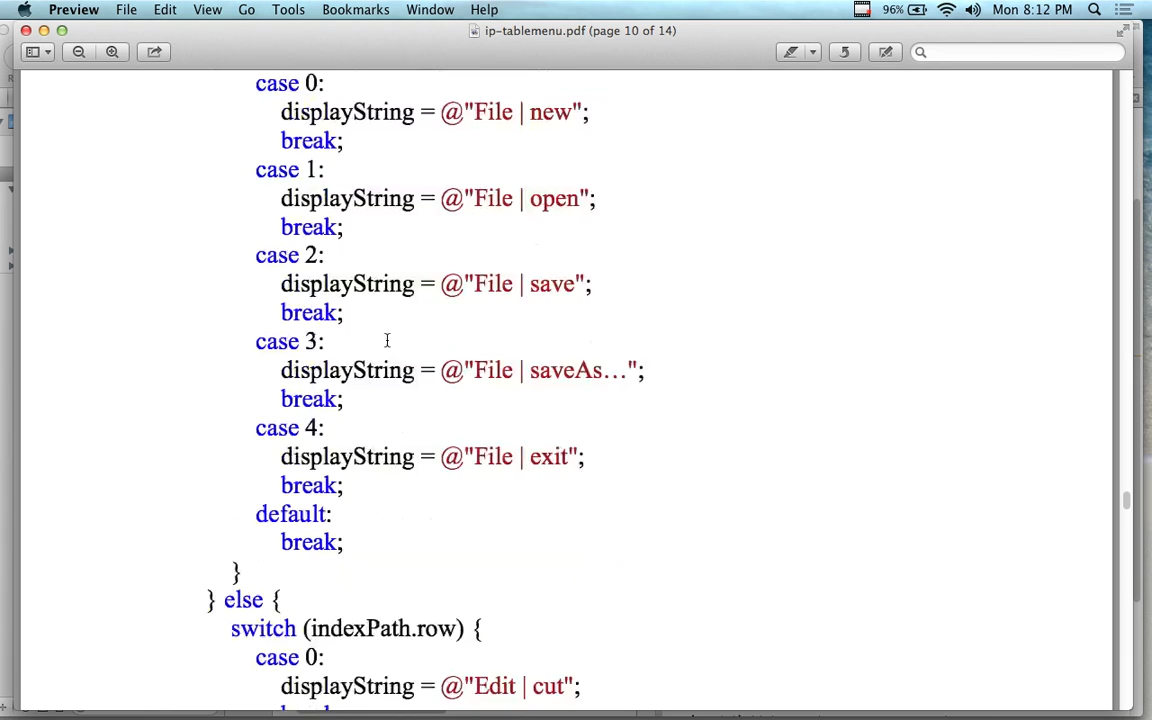 Preview File Edit View Go Tools Bookmarks Window Help 96% Mon 8:12 PM
ip-tablemenu.pdf (page 10 of 14)
case 0:
displayString = @"File | new";
break;
case 1:
displayString = @"File | open";
break;
case 2:
displayString = @"File | save";
break;
case 3:
displayString = @"File | saveAs…";
break;
case 4:
displayString = @"File | exit";
break;
default:
break;
}
} else {
switch (indexPath.row) {
case 0:
displayString = @"Edit | cut";